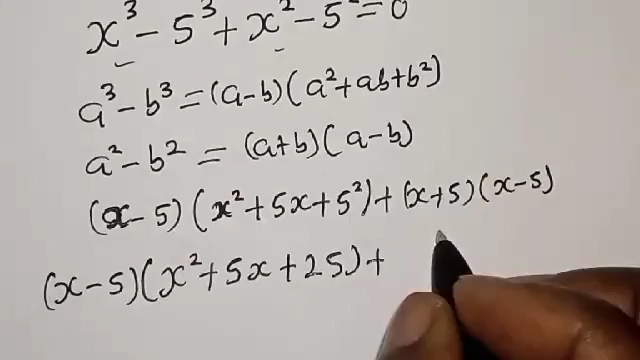 x³ - 5³ + x² - 5² = 0
a³ - b³ = (a-b)(a²+ab+b²)
a² - b² = (a+b)(a-b)
(x-5)(x²+5x+5²)+(x+5)(x-5)
(x-5)(x²+5x+25)+